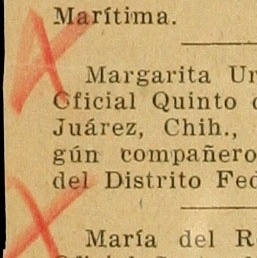 Marítima.
Margarita Ur
Oficial Quinto
Juárez, Chih.,
gún compañero
del Distrito Fed
María del R